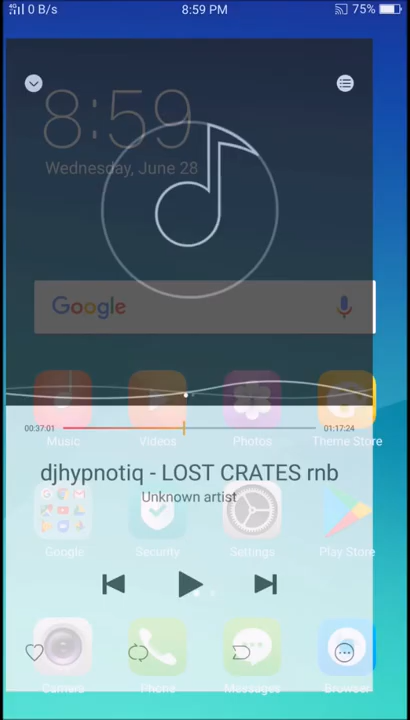 4G 0 B/s 8:59 PM 75%
8:59
Wednesday, June 28
Google
00:37:01 01:17:24
Music Videos Photos Theme Store
djhypnotiq - LOST CRATES rnb
Unknown artist
Google Security Settings Play Store
Camera Phone Messages Browser